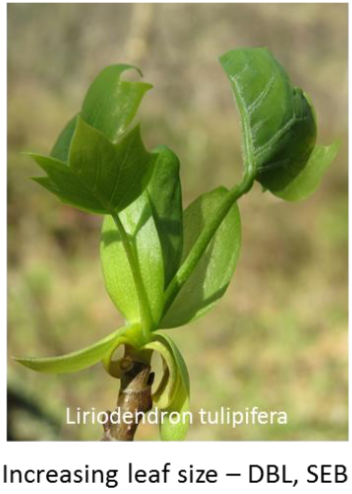 Liriodendron tulipifera
Increasing leaf size – DBL, SEB